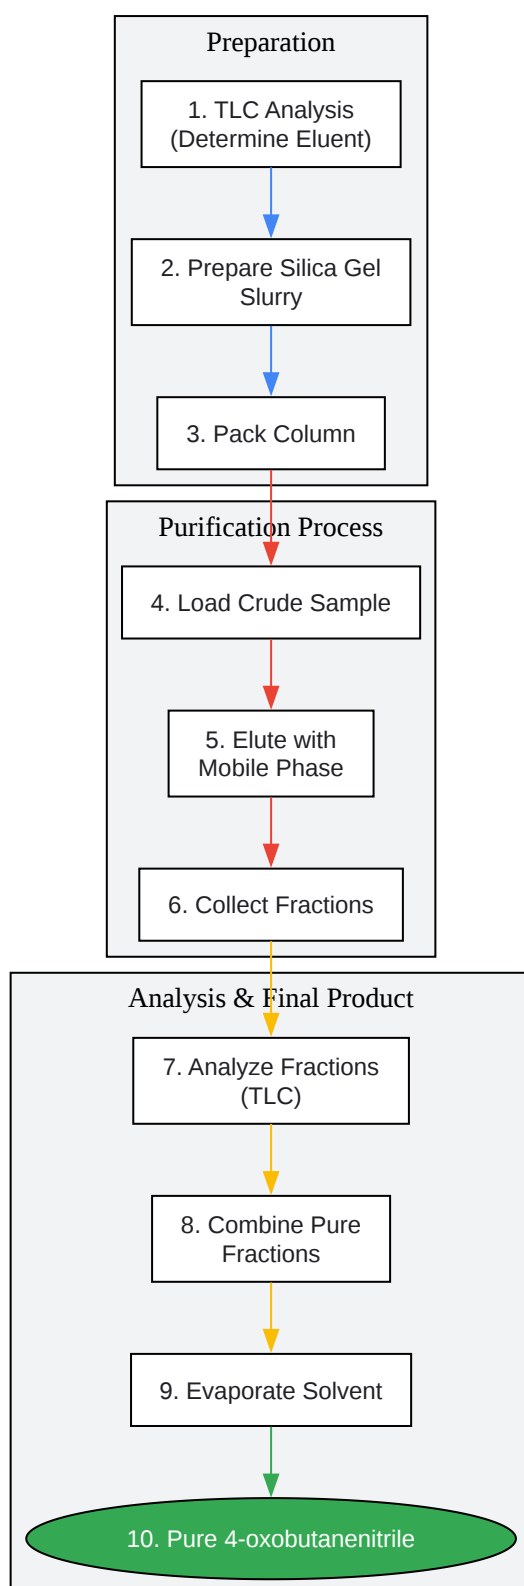 Preparation
1. TLC Analysis
(Determine Eluent)
2. Prepare Silica Gel
Slurry
3. Pack Column
Purification Process
4. Load Crude Sample
5. Elute with
Mobile Phase
6. Collect Fractions
Analysis & Final Product
7. Analyze Fractions
(TLC)
8. Combine Pure
Fractions
9. Evaporate Solvent
10. Pure 4-oxobutanenitrile